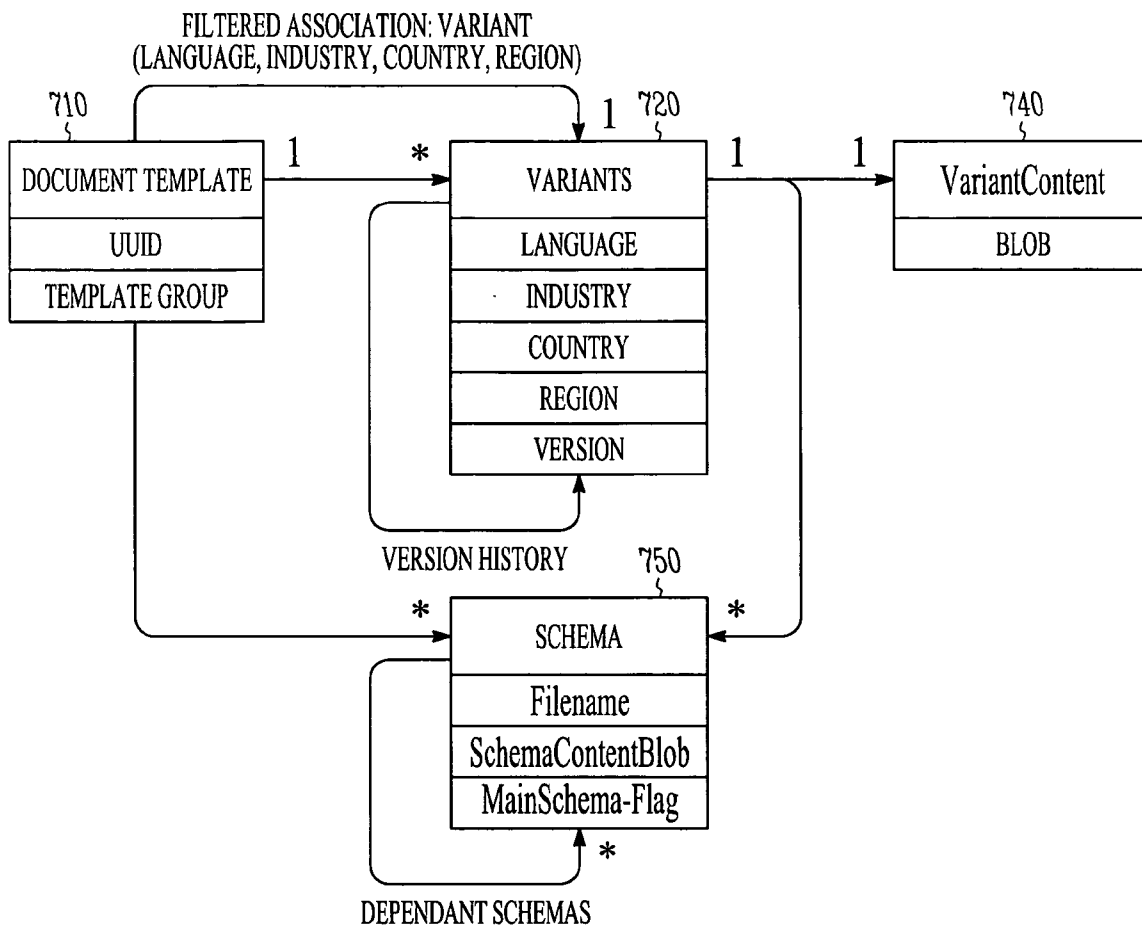 FILTERED ASSOCIATION: VARIANT
(LANGUAGE, INDUSTRY, COUNTRY, REGION)
710
720
740
1
1
*
1
1
DOCUMENT TEMPLATE
UUID
TEMPLATE GROUP
VARIANTS
LANGUAGE
INDUSTRY
COUNTRY
REGION
VERSION
VariantContent
BLOB
VERSION HISTORY
750
*
*
SCHEMA
Filename
SchemaContentBlob
MainSchema-Flag
*
DEPENDANT SCHEMAS